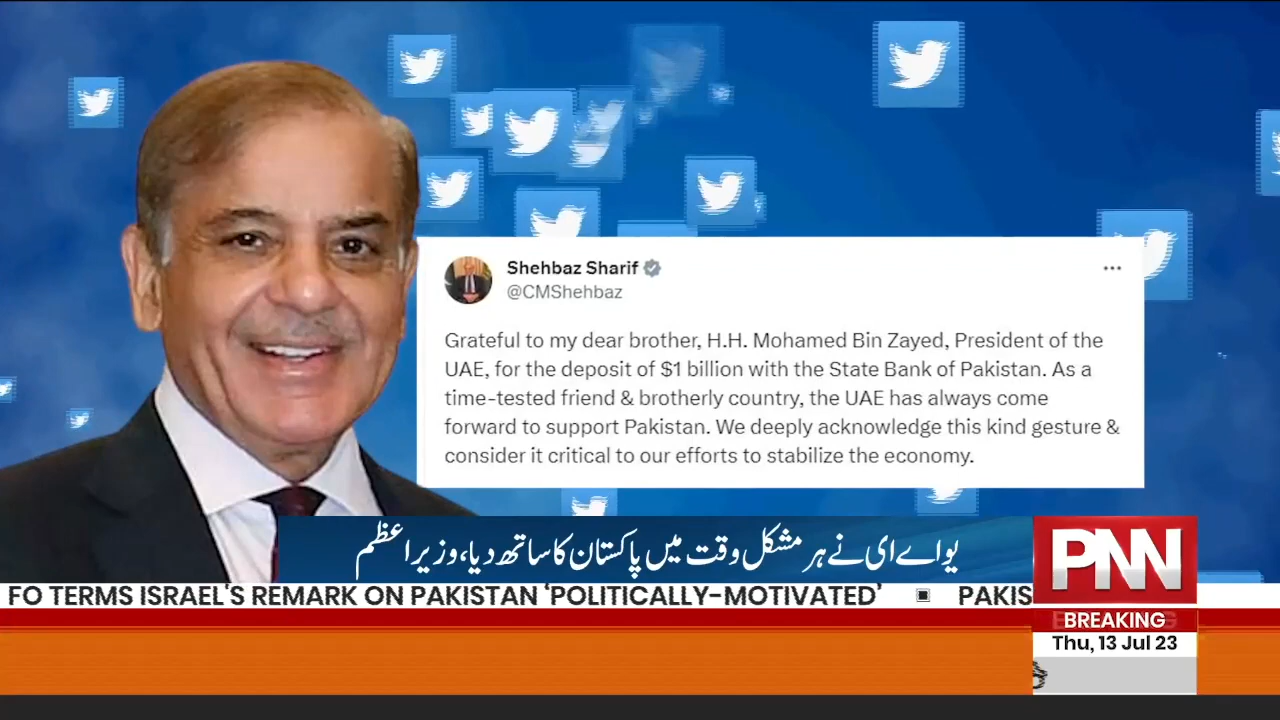 Shehbaz Sharif
@CMShehbaz
Grateful to my dear brother, H.H. Mohamed Bin Zayed, President of the
UAE, for the deposit of $1 billion with the State Bank of Pakistan. As a
time-tested friend & brotherly country, the UAE has always come
forward to support Pakistan. We deeply acknowledge this kind gesture &
consider it critical to our efforts to stabilize the economy.
یو اے ای نے ہر مشکل وقت میں پاکستان کا ساتھ دیا، وزیراعظم
PNN
FO TERMS ISRAEL'S REMARK ON PAKISTAN ‘POLITICALLY-MOTIVATED’ PAKIS
BREAKING
Thu, 13 Jul 23